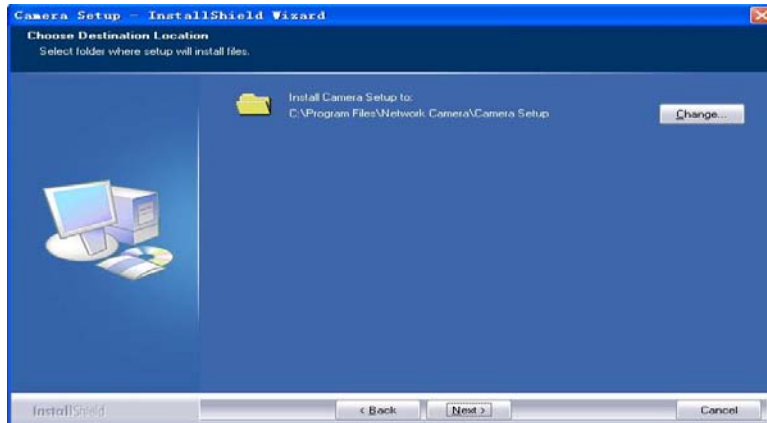 Camera Setup - InstallShield Wizard
Choose Destination Location
Select folder where setup will install files.
Install Camera Setup to:
C:\Program Files\Network Camera\Camera Setup
Change...
InstallShield
< Back
Next >
Cancel